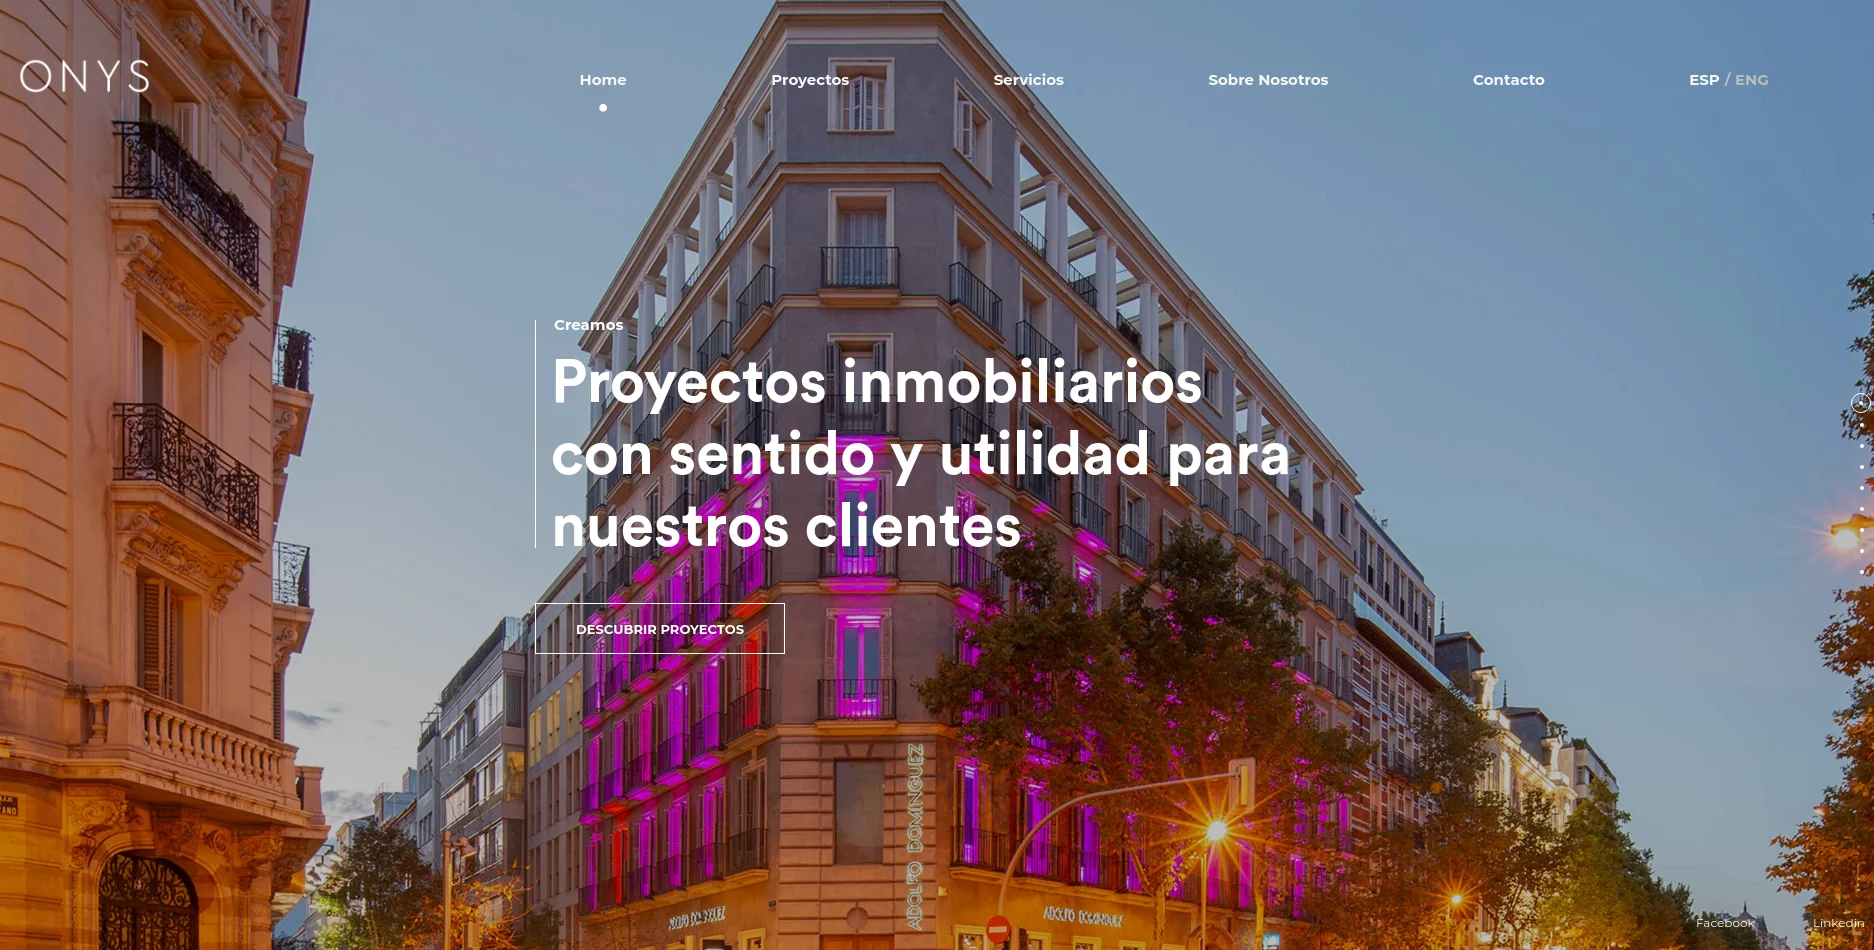 ONYS
Home
Proyectos
Servicios
Sobre Nosotros
Contacto
ESP / ENG
Creamos
Proyectos inmobiliarios
con sentido y utilidad para
nuestros clientes
DESCUBRIR PROYECTOS
ADOLFO DOMINGUEZ
ADOLFO DOMINGUEZ
ADOLFO DOMINGUEZ
Facebook
Linkedin